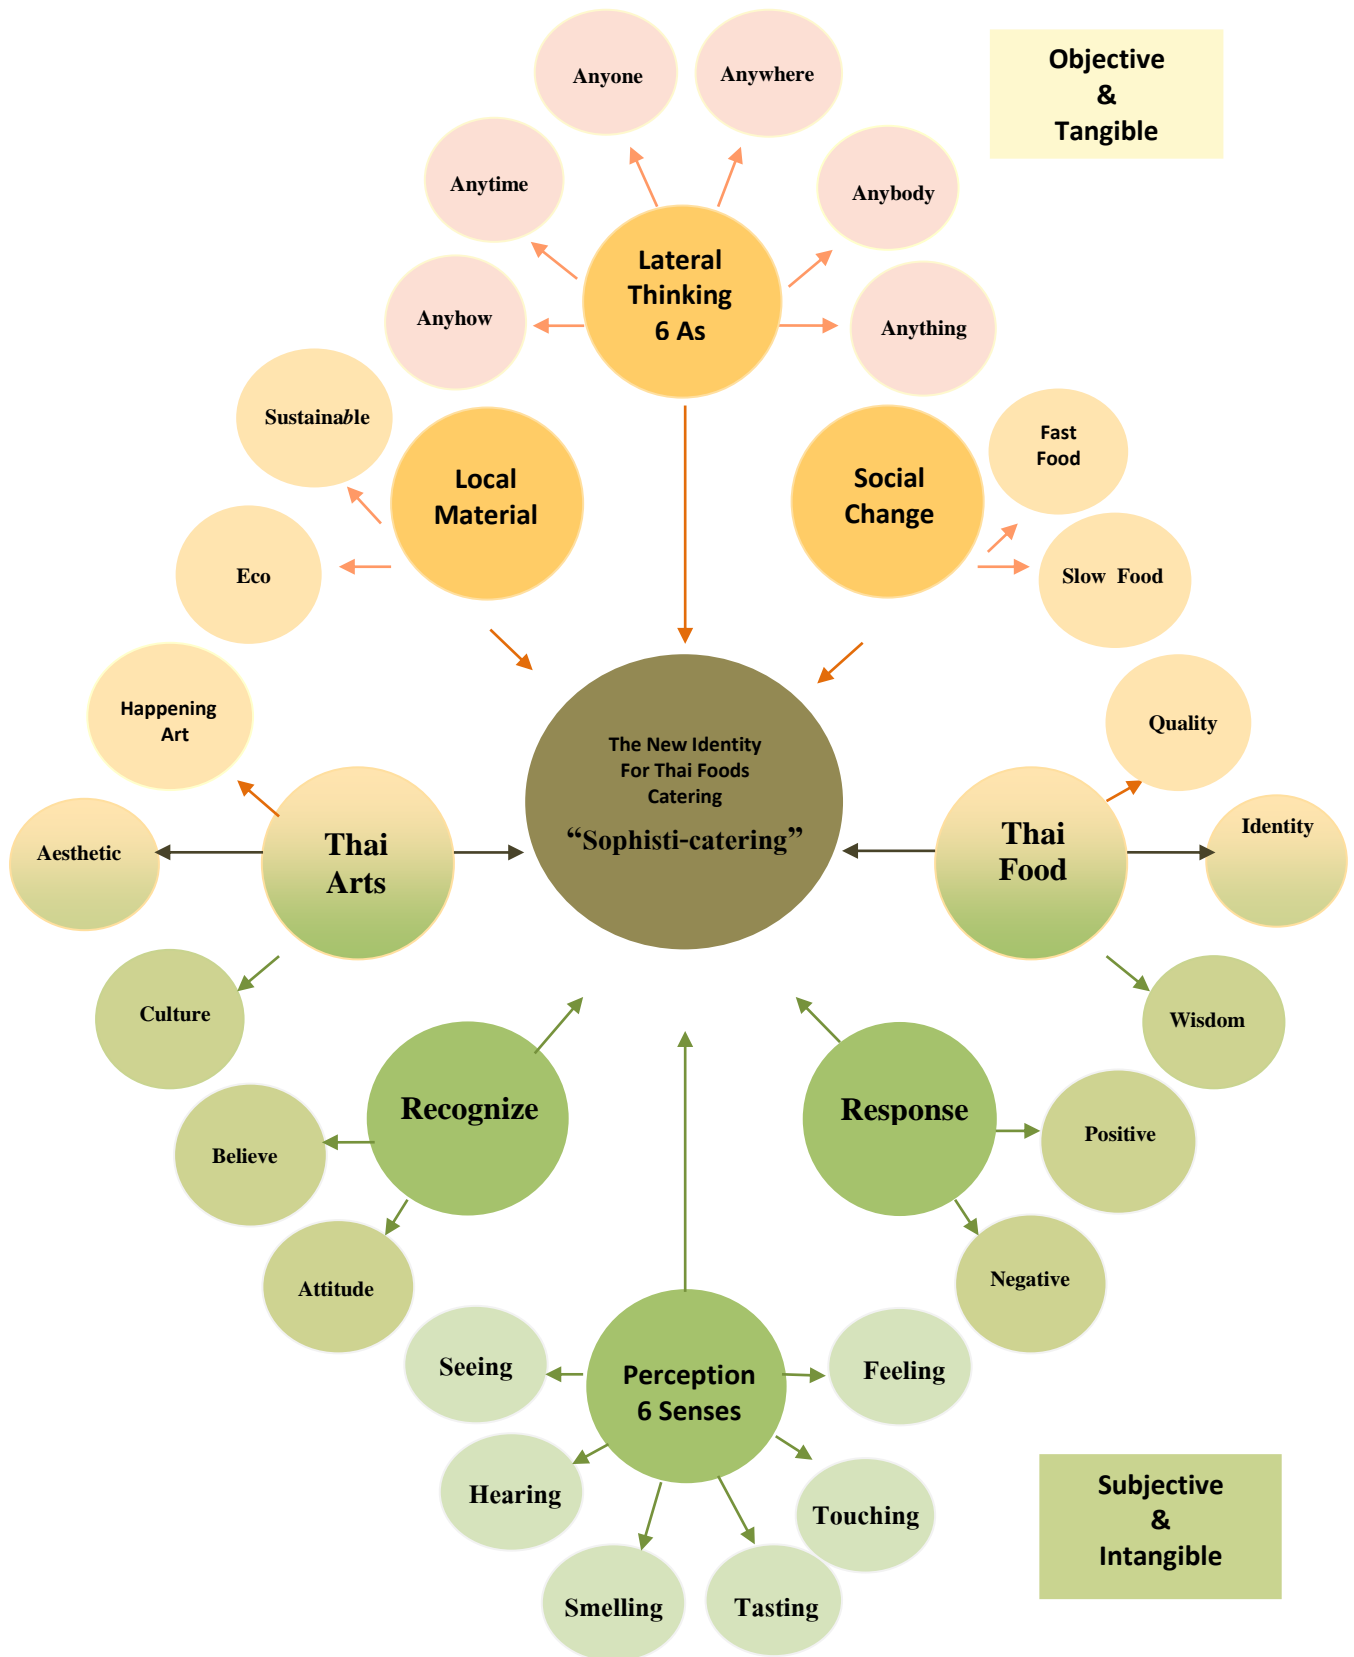 Anyone
Anywhere
Objective
&
Tangible
Anytime
Anybody
Lateral
Thinking
6 As
Anyhow
Anything
Sustainable
Fast
Food
Local
Material
Social
Change
Eco
Slow Food
Happening
Art
Quality
The New Identity
For Thai Foods
Catering
“Sophisti-catering”
Thai
Arts
Thai
Food
Aesthetic
Identity
Culture
Wisdom
Recognize
Response
Believe
Positive
Attitude
Negative
Seeing
Perception
6 Senses
Feeling
Hearing
Touching
Smelling
Tasting
Subjective
&
Intangible